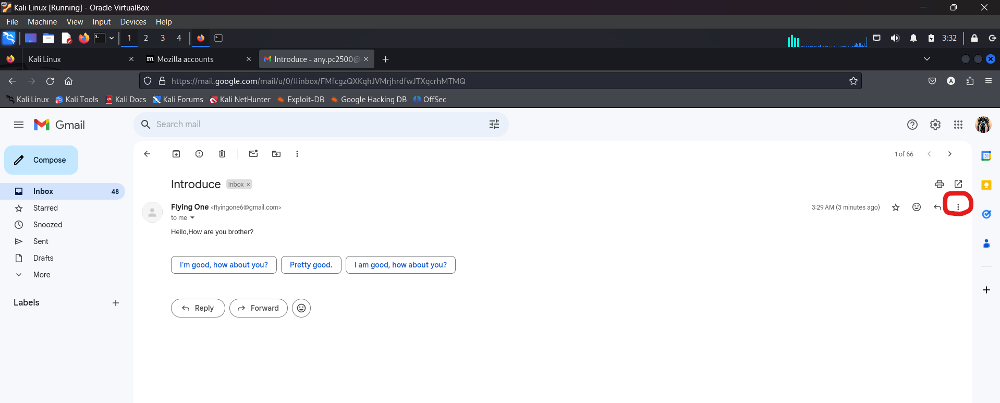 Kali Linux [Running] - Oracle VirtualBox
File Machine View Input Devices Help
1 2 3 4 3:32
Kali Linux Mozilla accounts Introduce - any.pc2500@
https://mail.google.com/mail/u/0/#inbox/FMfcgzQXKqhJVMrjhrdfwJTXqcrhMTMQ
Kali Linux Kali Tools Kali Docs Kali Forums Kali NetHunter Exploit-DB Google Hacking DB OffSec
Gmail Search mail
Compose
1 of 66
Inbox 48
Starred
Snoozed
Sent
Drafts
More
Labels
Introduce Inbox ×
Flying One <flyingone6@gmail.com> 3:29 AM (3 minutes ago)
to me
Hello,How are you brother?
I'm good, how about you? Pretty good. I am good, how about you?
Reply Forward
31